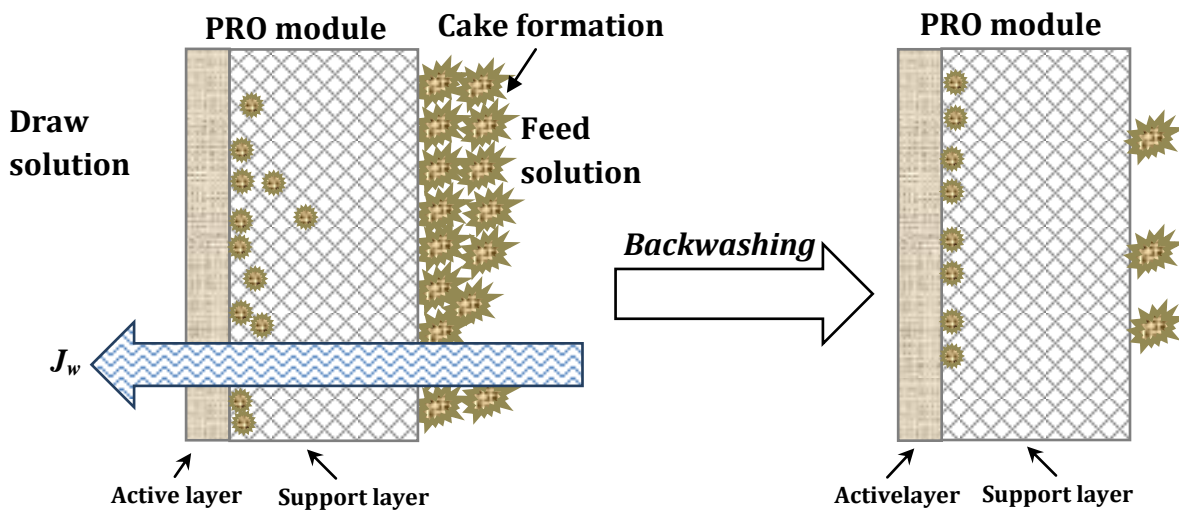 PRO module
Cake formation
Draw
solution
Feed
solution
J_w
Active layer
Support layer
Backwashing
PRO module
Activelayer
Support layer